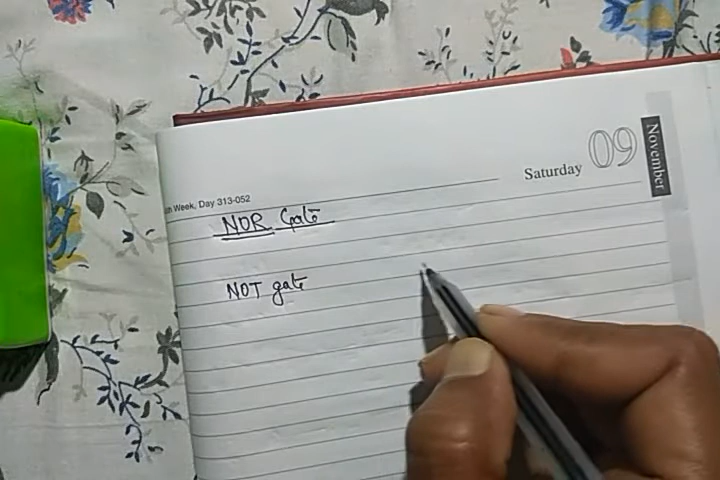 09
November
Saturday
Week, Day 313-052
NOR Gate
NOT gate